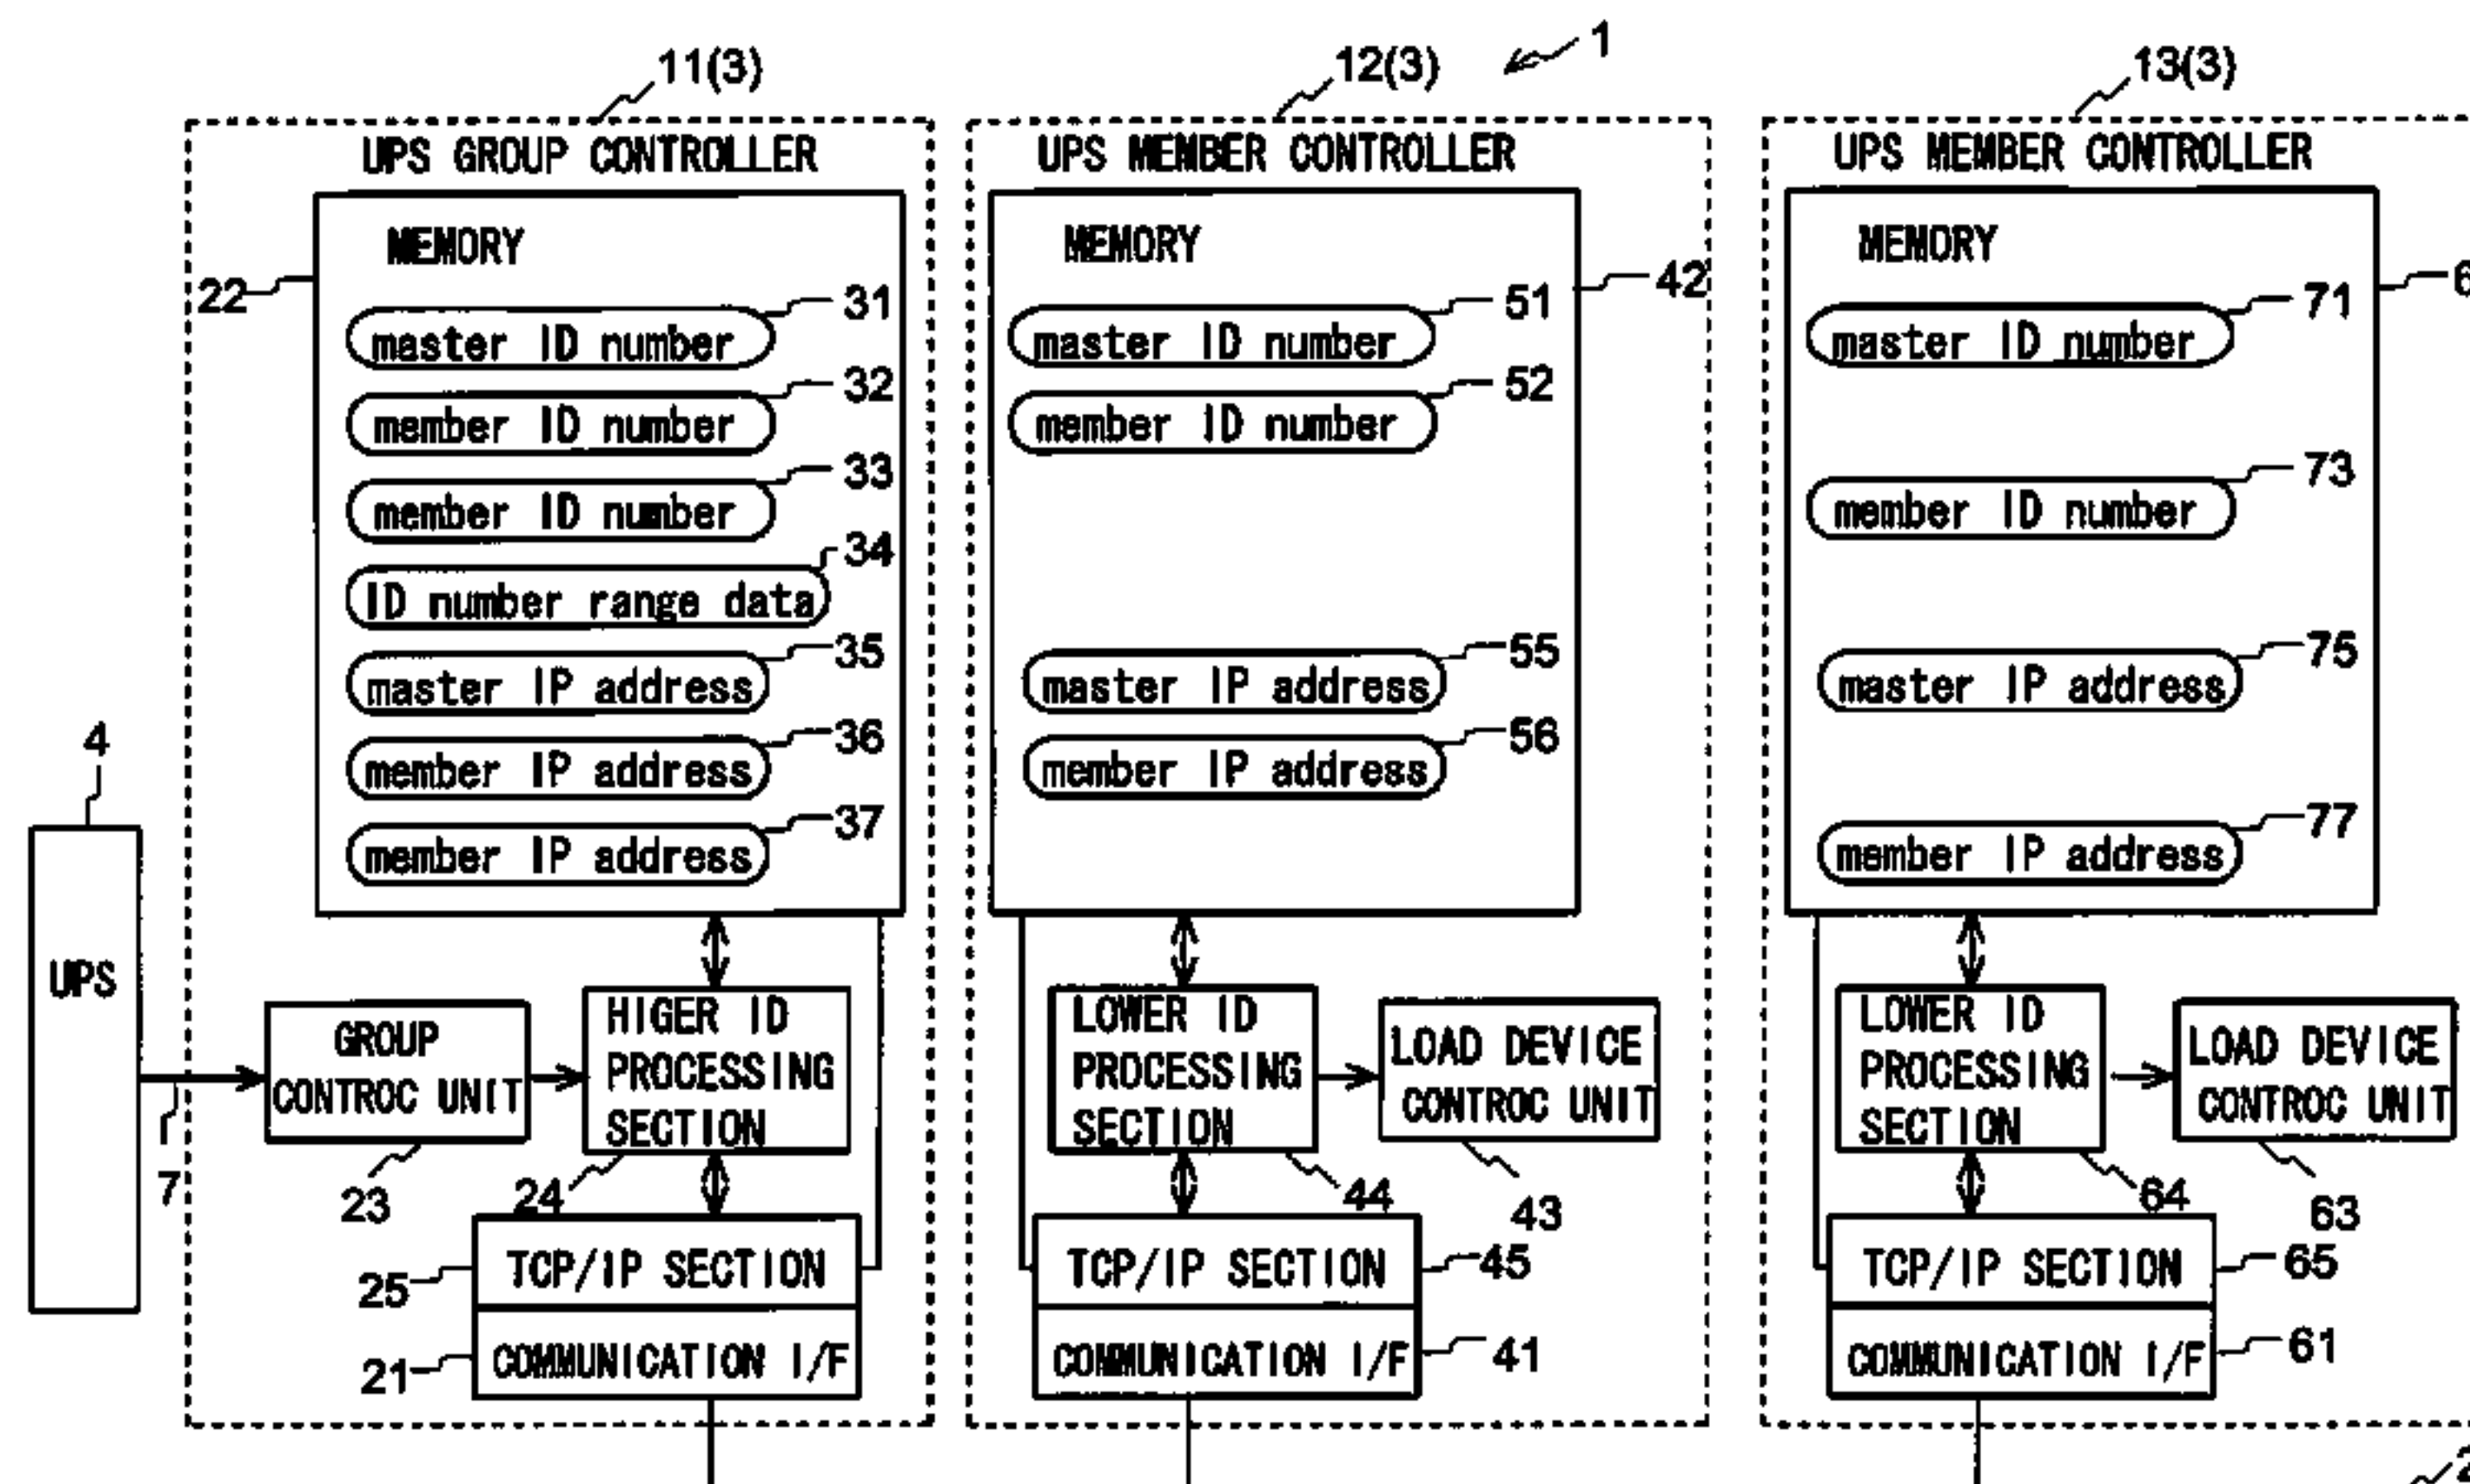 1
11(3)
12(3)
13(3)
UPS GROUP CONTROLLER
MEMORY
22
master ID number
31
member ID number
32
member ID number
33
ID number range data
34
master IP address
35
member IP address
36
member IP address
37
4
UPS
7
GROUP
CONTROC UNIT
23
HIGER ID
PROCESSING
SECTION
24
TCP/IP SECTION
25
COMMUNICATION I/F
21
UPS MEMBER CONTROLLER
MEMORY
42
master ID number
51
member ID number
52
master IP address
55
member IP address
56
LOWER ID
PROCESSING
SECTION
44
LOAD DEVICE
CONTROC UNIT
43
TCP/IP SECTION
45
COMMUNICATION I/F
41
UPS MEMBER CONTROLLER
MEMORY
6
master ID number
71
member ID number
73
master IP address
75
member IP address
77
LOWER ID
PROCESSING
SECTION
64
LOAD DEVICE
CONTROC UNIT
63
TCP/IP SECTION
65
COMMUNICATION I/F
61
2